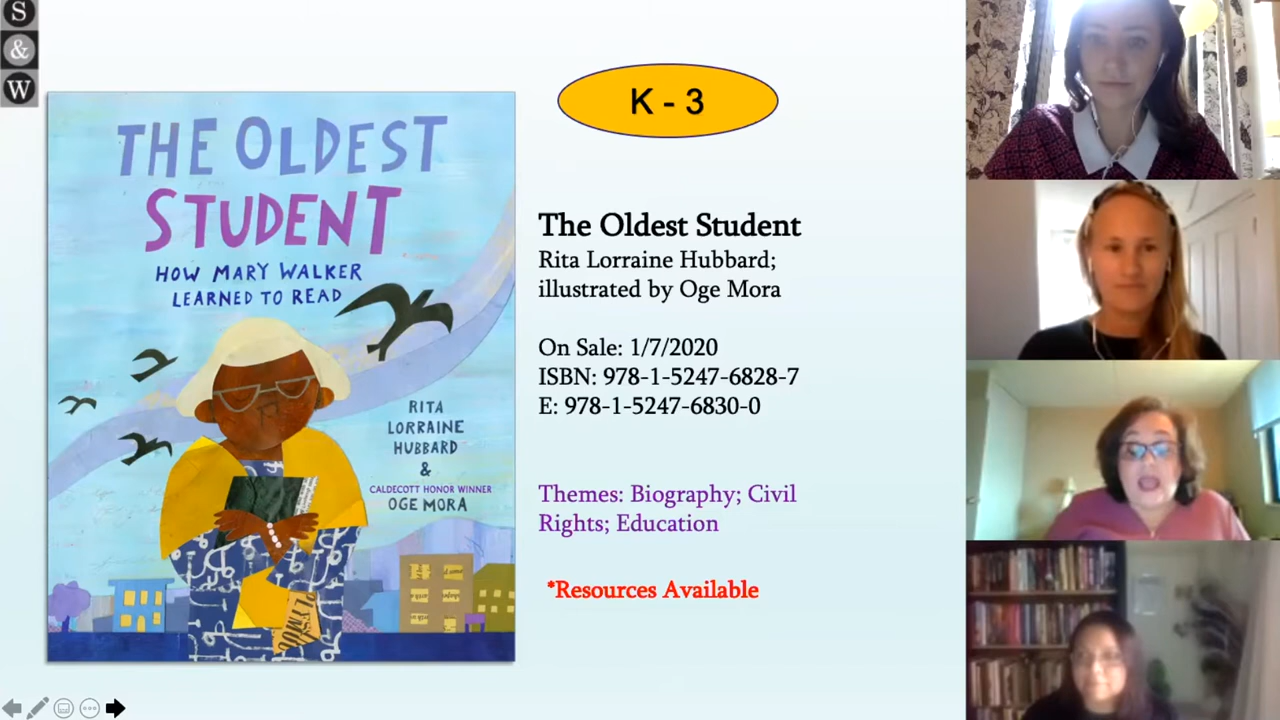 S
&
W
THE OLDEST
STUDENT
HOW MARY WALKER
LEARNED TO READ
RITA
LORRAINE
HUBBARD
&
CALDECOTT HONOR WINNER
OGE MORA
K - 3
The Oldest Student
Rita Lorraine Hubbard;
illustrated by Oge Mora
On Sale: 1/7/2020
ISBN: 978-1-5247-6828-7
E: 978-1-5247-6830-0
Themes: Biography; Civil
Rights; Education
*Resources Available